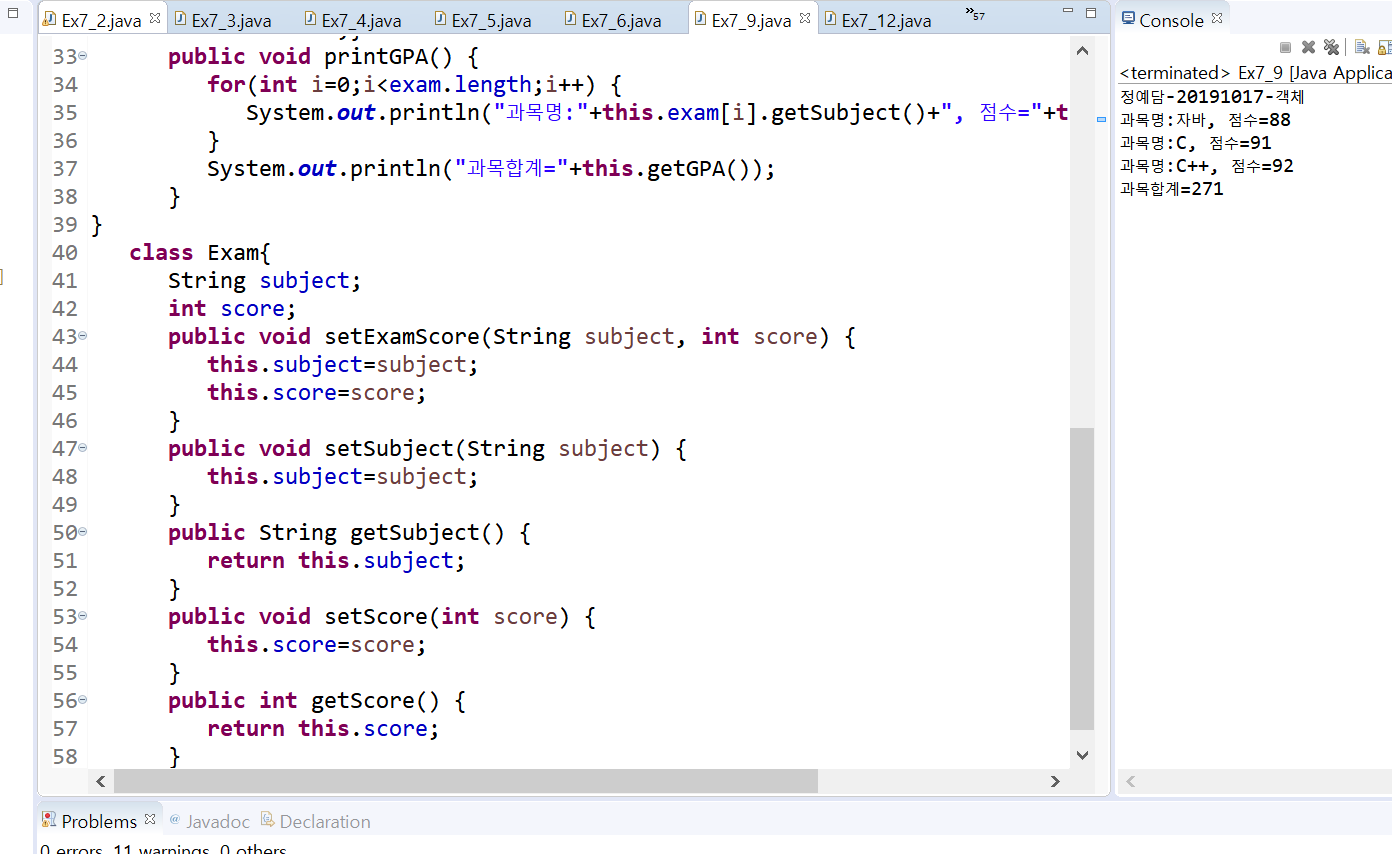 Ex7_2.java Ex7_3.java Ex7_4.java Ex7_5.java Ex7_6.java Ex7_9.java Ex7_12.java »57
33 public void printGPA() {
34 for(int i=0;i<exam.length;i++) {
35 System.out.println("과목명:"+this.exam[i].getSubject()+", 점수="+t
36 }
37 System.out.println("과목합계="+this.getGPA());
38 }
39 }
40 class Exam{
41 String subject;
42 int score;
43 public void setExamScore(String subject, int score) {
44 this.subject=subject;
45 this.score=score;
46 }
47 public void setSubject(String subject) {
48 this.subject=subject;
49 }
50 public String getSubject() {
51 return this.subject;
52 }
53 public void setScore(int score) {
54 this.score=score;
55 }
56 public int getScore() {
57 return this.score;
58 }
Console
<terminated> Ex7_9 [Java Applica
정예담-20191017-객체
과목명:자바, 점수=88
과목명:C, 점수=91
과목명:C++, 점수=92
과목합계=271
Problems @ Javadoc Declaration
0 errors, 11 warnings, 0 others